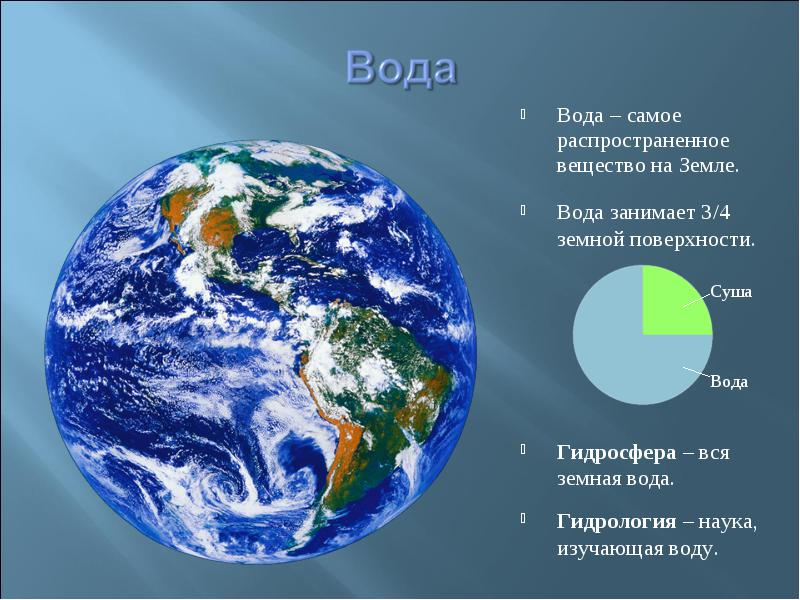 Вода
Вода – самое
распространенное
вещество на Земле.
Вода занимает 3/4
земной поверхности.
Суша
Вода
Гидросфера – вся
земная вода.
Гидрология – наука,
изучающая воду.